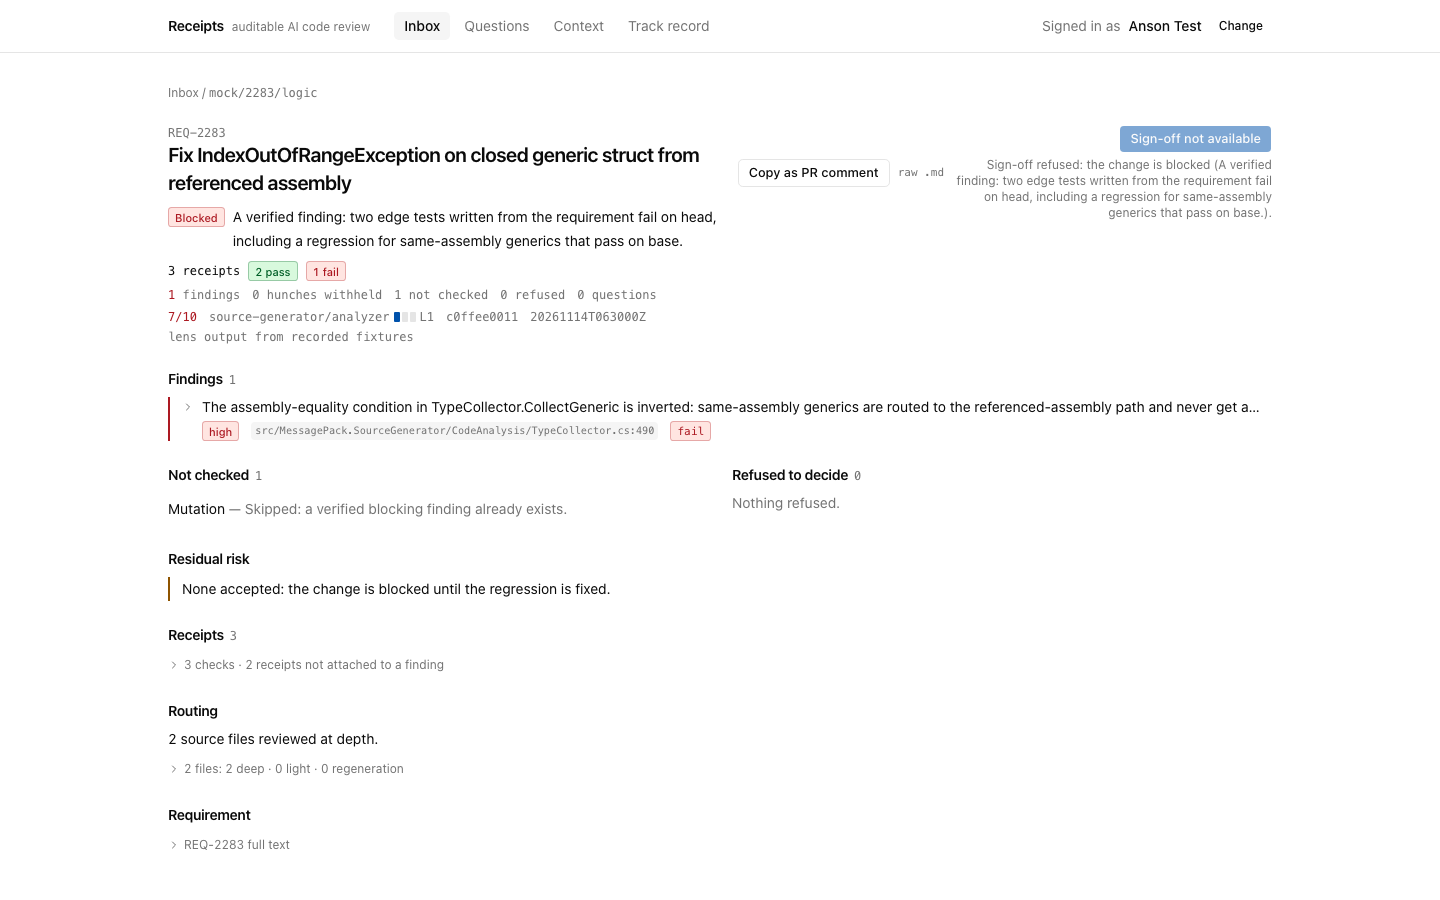 Receipts auditable AI code review Inbox Questions Context Track record Signed in as Anson Test Change
Inbox / mock/2283/logic
REQ-2283
Fix IndexOutOfRangeException on closed generic struct from
referenced assembly
Blocked A verified finding: two edge tests written from the requirement fail on head,
including a regression for same-assembly generics that pass on base.
3 receipts 2 pass 1 fail
1 findings 0 hunches withheld 1 not checked 0 refused 0 questions
7/10 source-generator/analyzer L1 c0ffee0011 20261114T063000Z
lens output from recorded fixtures
Copy as PR comment raw .md
Sign-off not available
Sign-off refused: the change is blocked (A verified
finding: two edge tests written from the requirement fail
on head, including a regression for same-assembly
generics that pass on base.).
Findings 1
The assembly-equality condition in TypeCollector.CollectGeneric is inverted: same-assembly generics are routed to the referenced-assembly path and never get a…
high src/MessagePack.SourceGenerator/CodeAnalysis/TypeCollector.cs:490 fail
Not checked 1
Mutation — Skipped: a verified blocking finding already exists.
Refused to decide 0
Nothing refused.
Residual risk
None accepted: the change is blocked until the regression is fixed.
Receipts 3
3 checks · 2 receipts not attached to a finding
Routing
2 source files reviewed at depth.
2 files: 2 deep · 0 light · 0 regeneration
Requirement
REQ-2283 full text